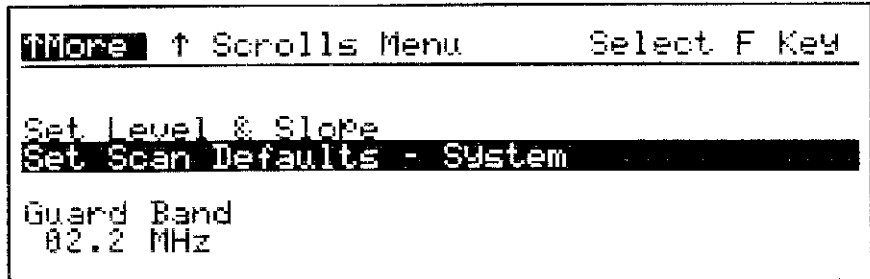 ↑More ↑ Scrolls Menu Select F Key
Set Level & Slope
Set Scan Defaults - System
Guard Band
02.2 MHz